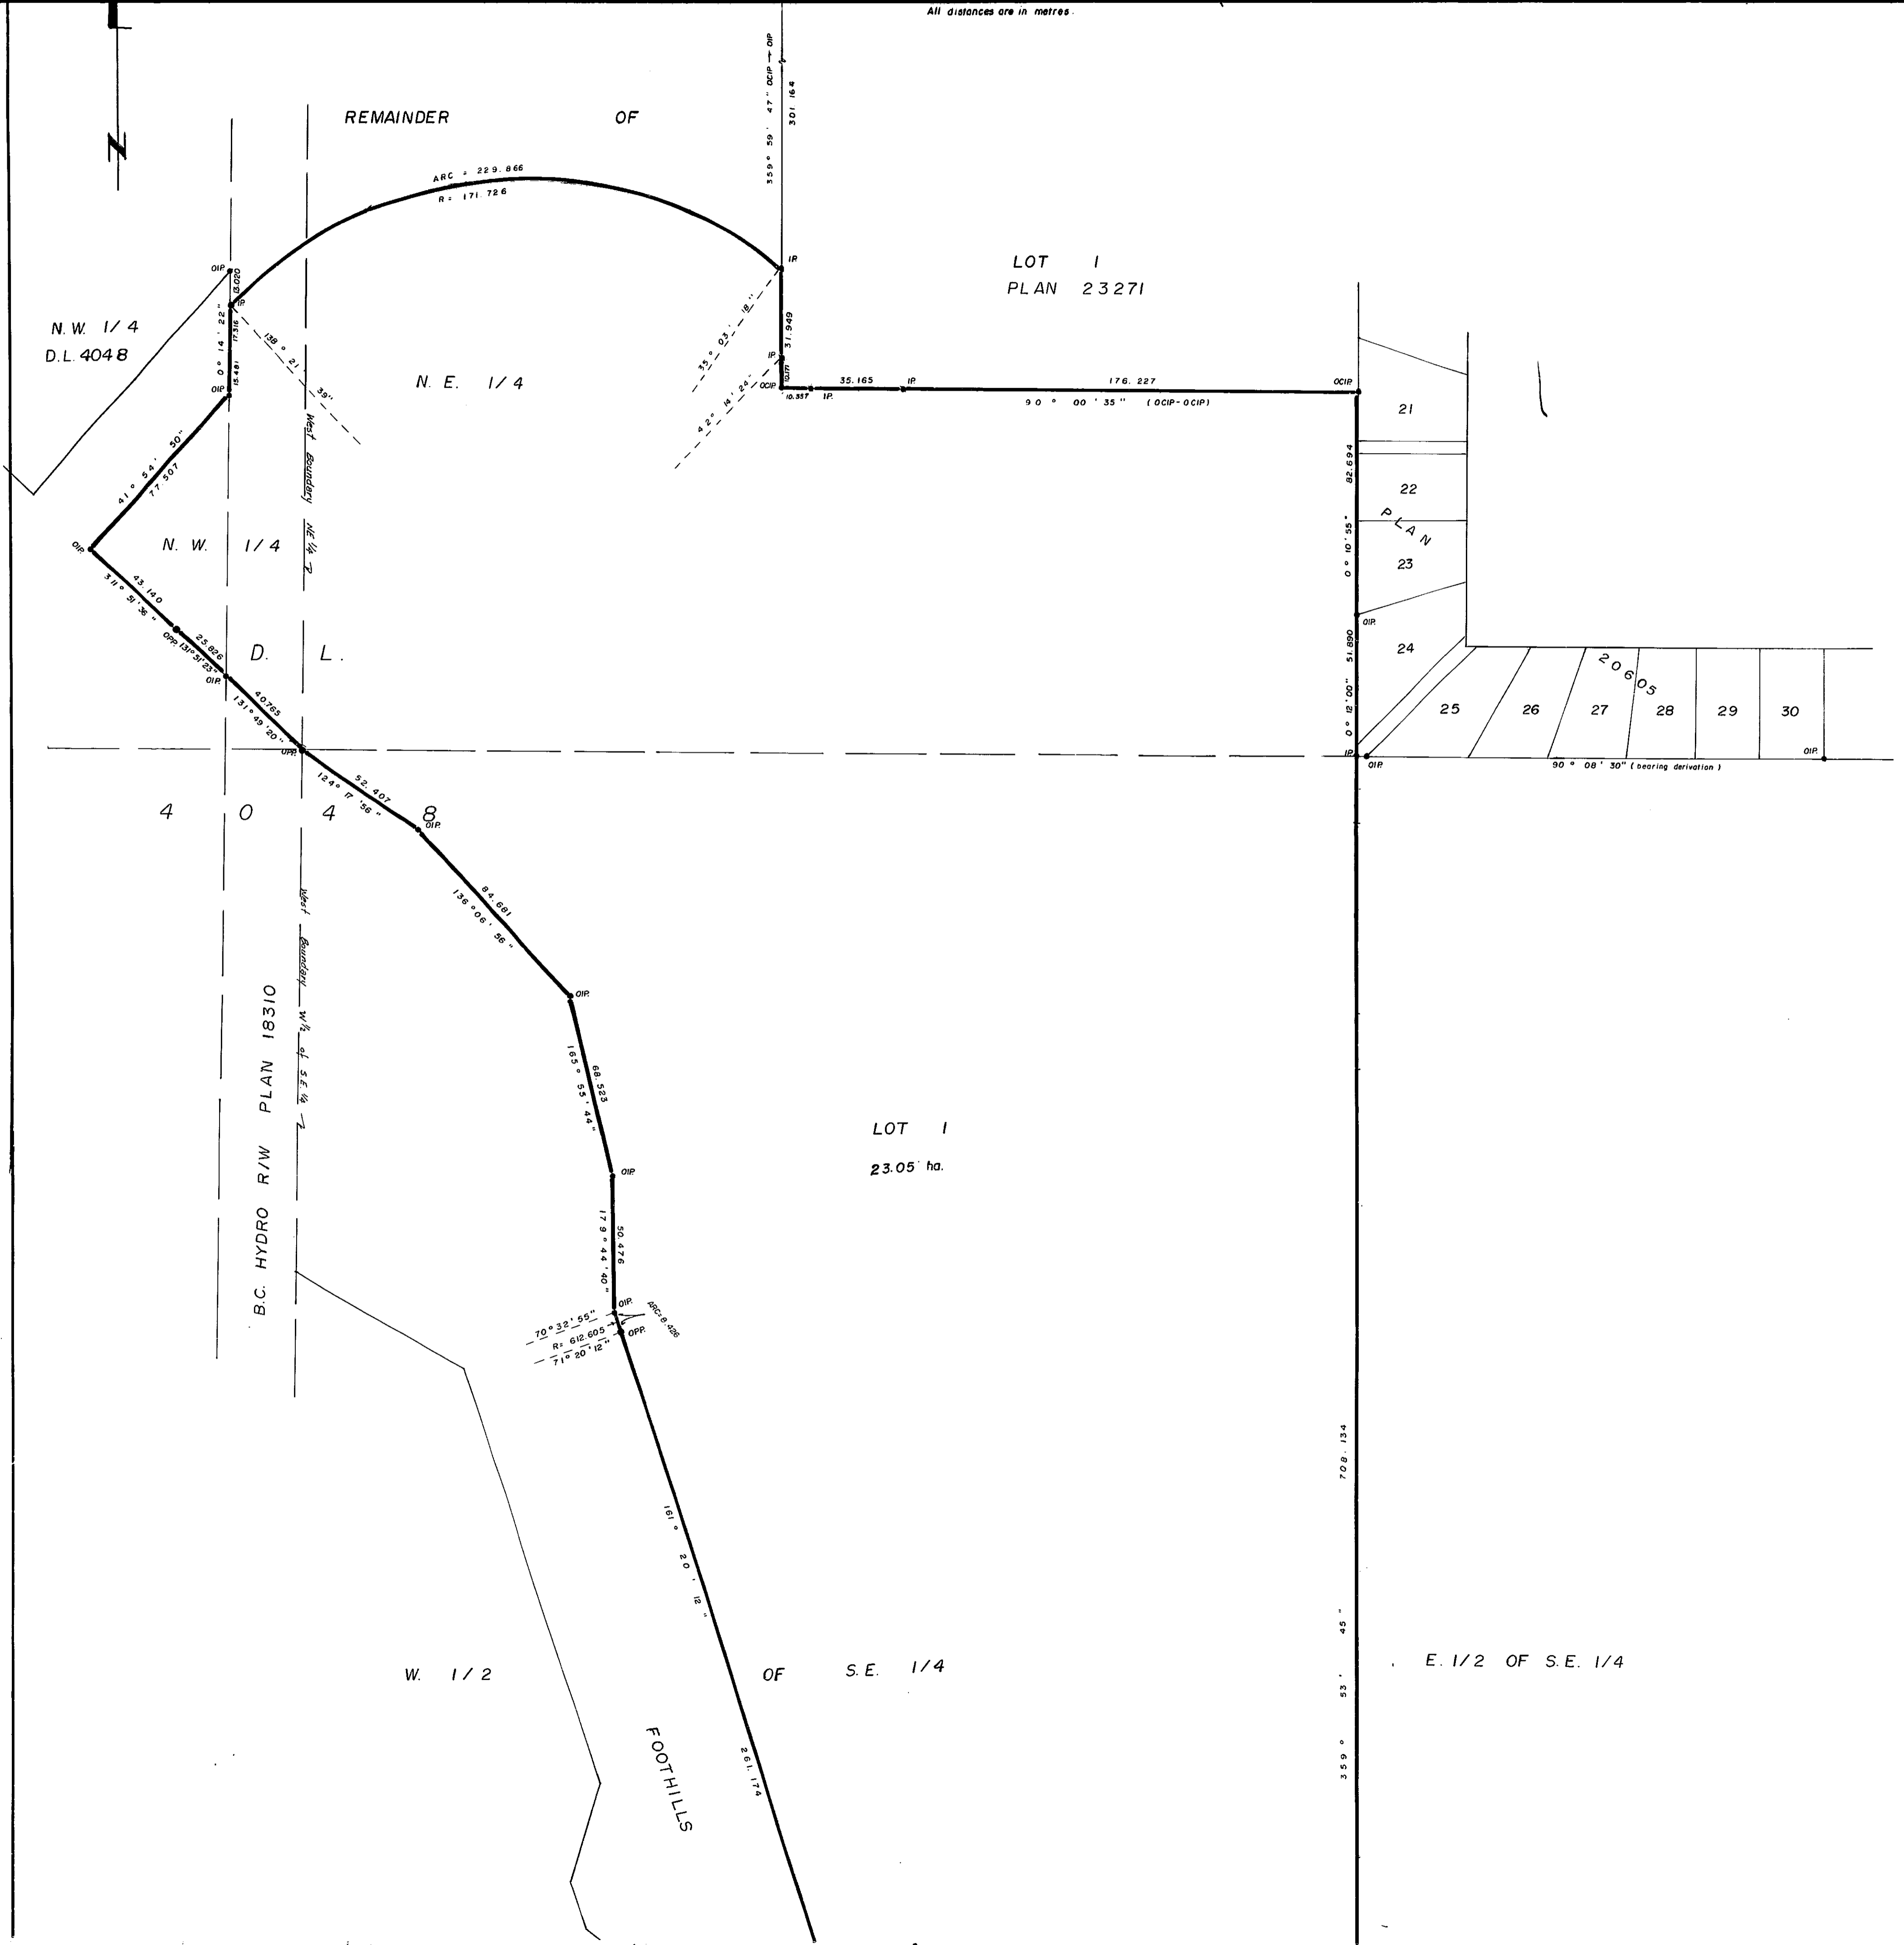 All distances are in metres.
N
REMAINDER OF
359° 59' 47" OCIP → OIP
301.164
ARC = 229.866
R = 171.726
LOT 1
PLAN 23271
N.W. 1/4
D.L. 4048
OIP.
13.020
IP.
0° 14' 22"
17.316
15.481
OIP.
138° 21' 39"
N.E. 1/4
West Boundary NE 1/4
IP.
35° 03' 18"
31.949
IP.
42° 14' 24"
OCIP.
10.337
IP.
35.165
IP.
176.227
90° 00' 35" (OCIP-OCIP)
OCIP.
41° 54' 50"
77.507
OIP.
N.W. 1/4
43.140
311° 51' 36"
OPP.
25.826
131° 51' 23"
OIP.
D. L.
40.765
131° 49' 20"
OPP.
82.694
0° 10' 55"
OIP.
51.890
0° 12' 00"
IP.
OIP.
21
22
PLAN
23
24
20605
25 26 27 28 29 30
OIP.
90° 08' 30" (bearing derivation)
4 0 4 8
52.407
124° 17' 56"
OIP.
84.681
136° 06' 56"
OIP.
West Boundary W 1/2 of S.E. 1/4
B.C. HYDRO R/W PLAN 18310
68.523
165° 55' 44"
OIP.
50.476
179° 44' 40"
OIP.
ARC=8.426
70° 32' 55"
R= 612.605
71° 20' 12"
OPP.
LOT 1
23.05 ha.
161° 20' 12"
261.174
708.134
359° 53' 45"
W. 1/2 OF S.E. 1/4
E. 1/2 OF S.E. 1/4
FOOTHILLS